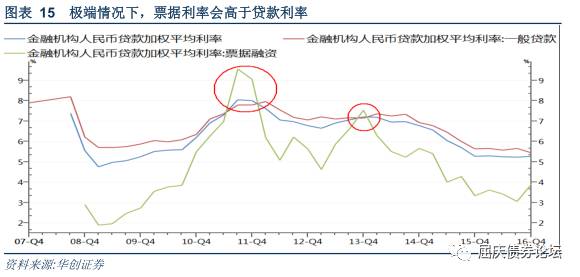 图表 15 极端情况下，票据利率会高于贷款利率
金融机构人民币贷款加权平均利率
金融机构人民币贷款加权平均利率:一般贷款
金融机构人民币贷款加权平均利率:票据融资
%
%
9
9
8
8
7
7
6
6
5
5
4
4
3
3
2
2
07-Q4 08-Q4 09-Q4 10-Q4 11-Q4 12-Q4 13-Q4 14-Q4 15-Q4 16-Q4
资料来源:华创证券
屈庆债券论坛